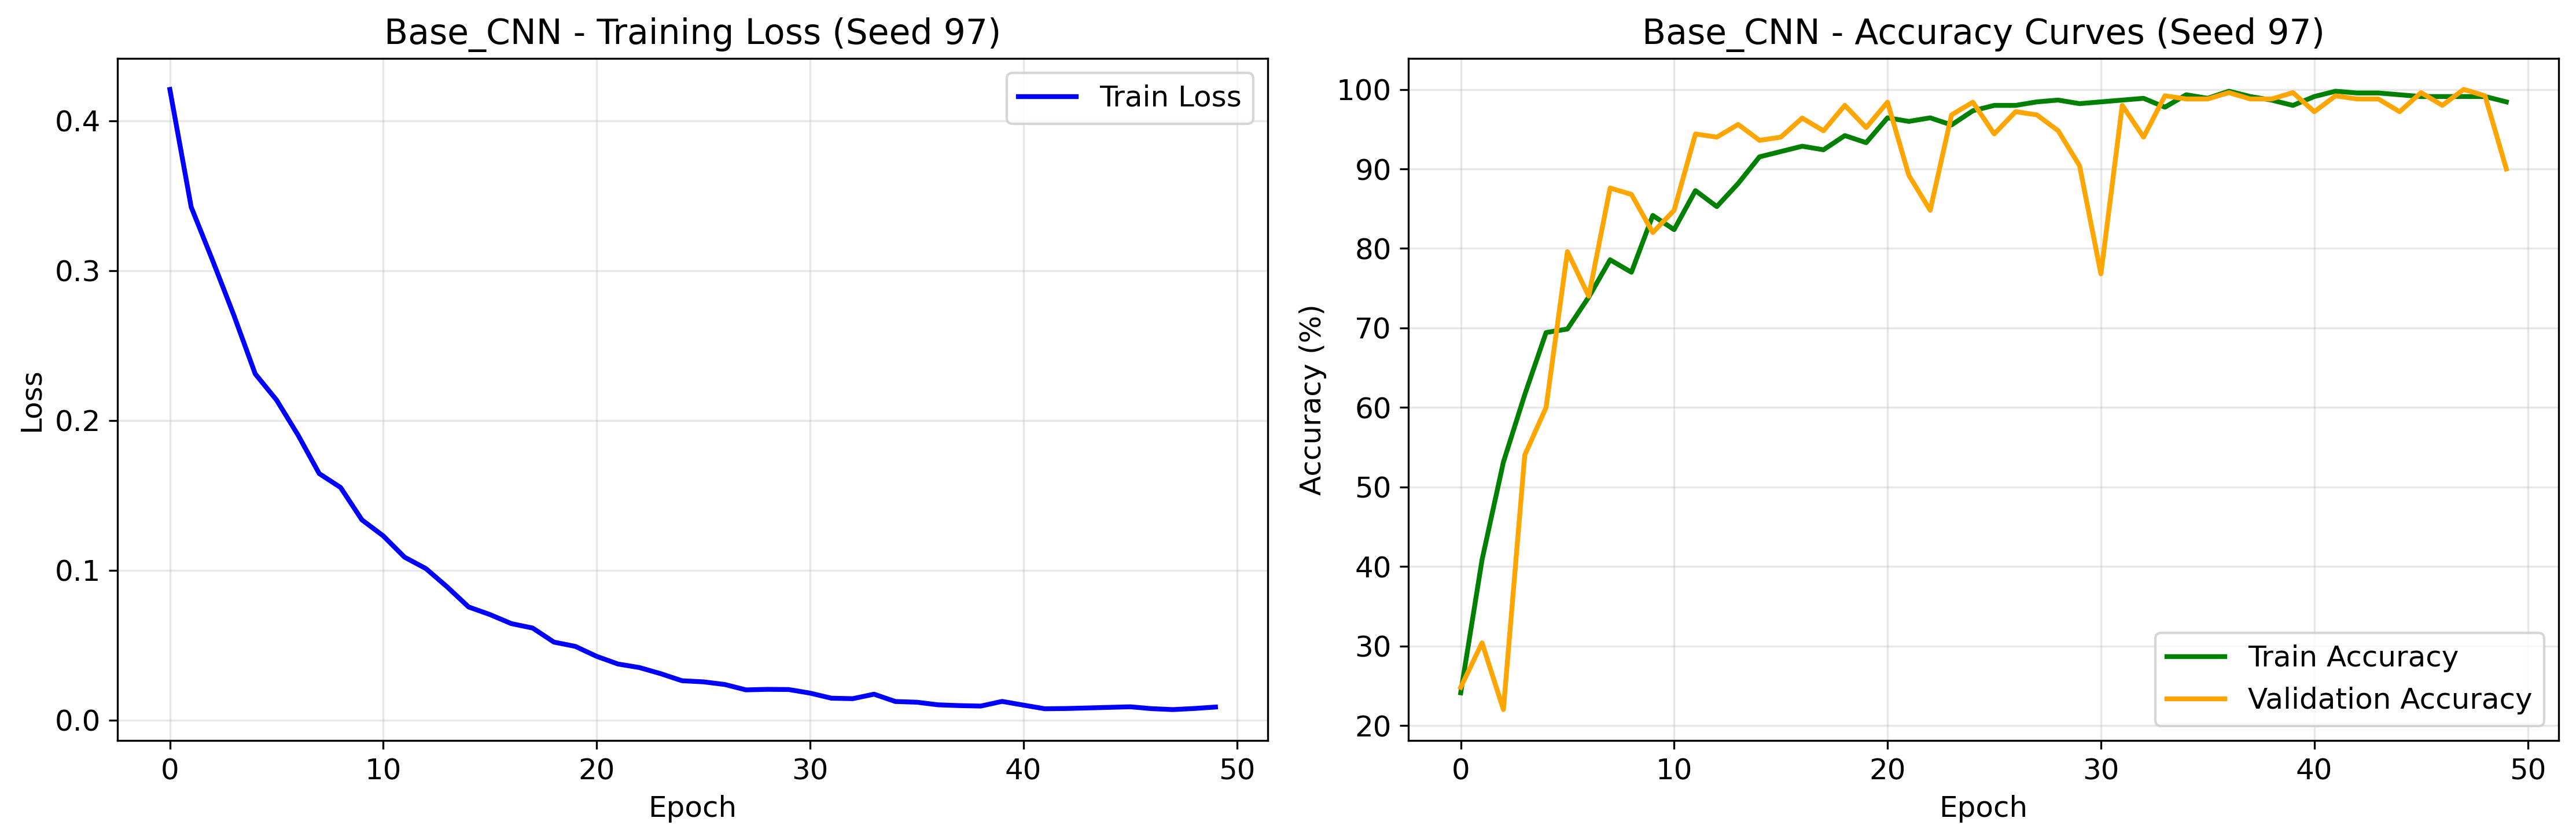 Base_CNN - Training Loss (Seed 97)
Train Loss
0.4
0.3
0.2
0.1
0.0
Loss
0 10 20 30 40 50
Epoch
Base_CNN - Accuracy Curves (Seed 97)
100
90
80
70
60
50
40
30
20
Accuracy (%)
Train Accuracy
Validation Accuracy
0 10 20 30 40 50
Epoch